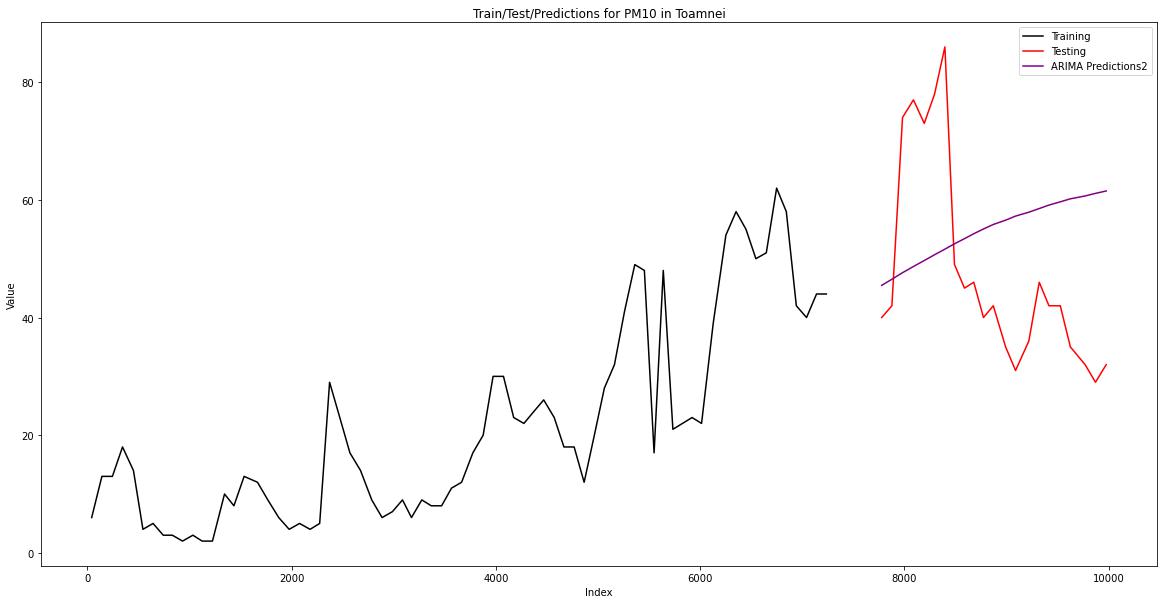 Train/Test/Predictions for PM10 in Toamnei
Training
Testing
ARIMA Predictions2
80
60
40
20
0
Value
0 2000 4000 6000 8000 10000
Index